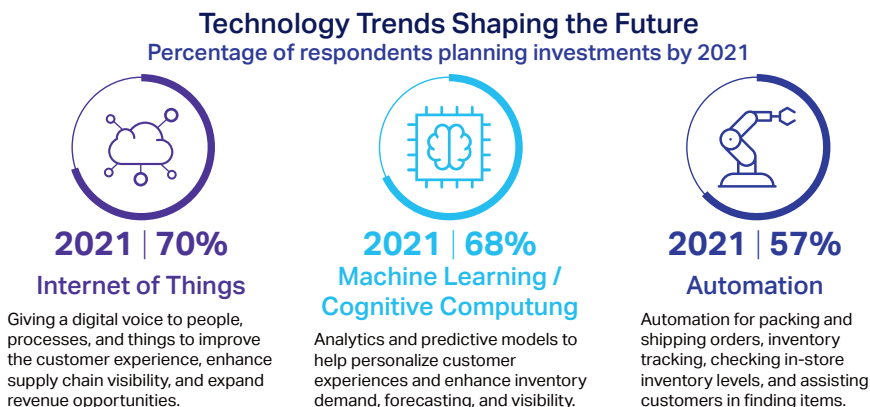 Technology Trends Shaping the Future
Percentage of respondents planning investments by 2021
2021 | 70%
Internet of Things
Giving a digital voice to people,
processes, and things to improve
the customer experience, enhance
supply chain visibility, and expand
revenue opportunities.
2021 | 68%
Machine Learning /
Cognitive Computung
Analytics and predictive models to
help personalize customer
experiences and enhance inventory
demand, forecasting, and visibility.
2021 | 57%
Automation
Automation for packing and
shipping orders, inventory
tracking, checking in-store
inventory levels, and assisting
customers in finding items.